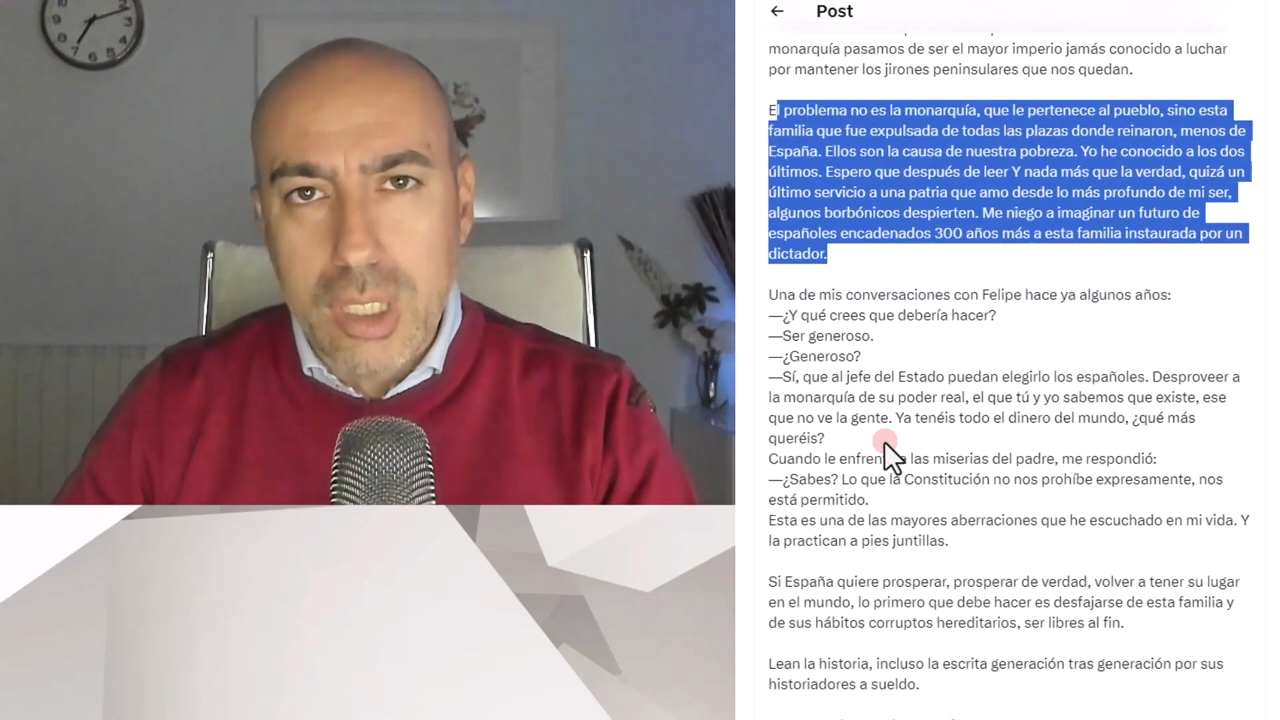 Post
monarquía pasamos de ser el mayor imperio jamás conocido a luchar
por mantener los jirones peninsulares que nos quedan.
El problema no es la monarquía, que le pertenece al pueblo, sino esta
familia que fue expulsada de todas las plazas donde reinaron, menos de
España. Ellos son la causa de nuestra pobreza. Yo he conocido a los dos
últimos. Espero que después de leer Y nada más que la verdad, quizá un
último servicio a una patria que amo desde lo más profundo de mi ser,
algunos borbónicos despierten. Me niego a imaginar un futuro de
españoles encadenados 300 años más a esta familia instaurada por un
dictador.
Una de mis conversaciones con Felipe hace ya algunos años:
—¿Y qué crees que debería hacer?
—Ser generoso.
—¿Generoso?
—Sí, que al jefe del Estado puedan elegirlo los españoles. Desproveer a
la monarquía de su poder real, el que tú y yo sabemos que existe, ese
que no ve la gente. Ya tenéis todo el dinero del mundo, ¿qué más
queréis?
Cuando le enfrenté a las miserias del padre, me respondió:
—¿Sabes? Lo que la Constitución no nos prohíbe expresamente, nos
está permitido.
Esta es una de las mayores aberraciones que he escuchado en mi vida. Y
la practican a pies juntillas.
Si España quiere prosperar, prosperar de verdad, volver a tener su lugar
en el mundo, lo primero que debe hacer es desfajarse de esta familia y
de sus hábitos corruptos hereditarios, ser libres al fin.
Lean la historia, incluso la escrita generación tras generación por sus
historiadores a sueldo.